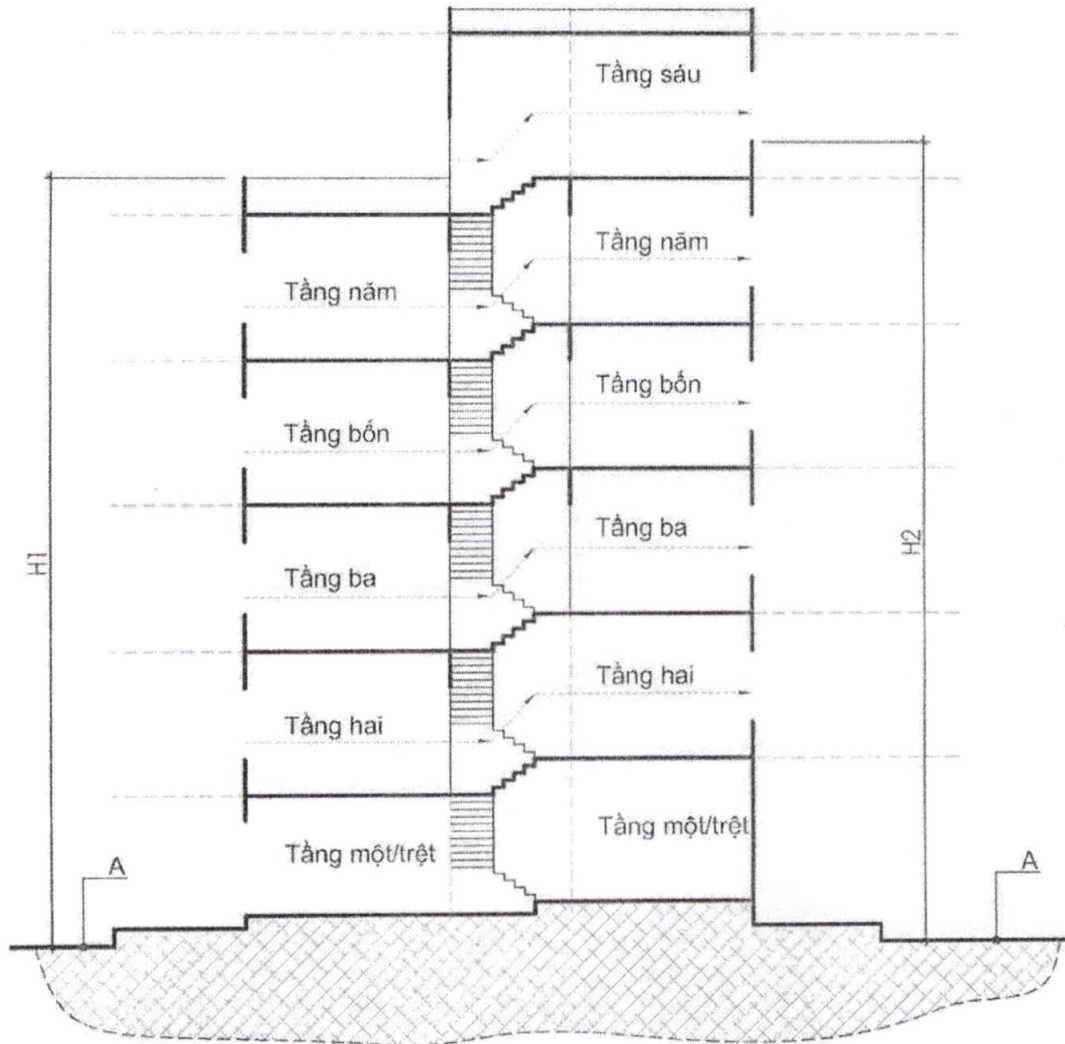 Tầng sáu
Tầng năm
Tầng năm
Tầng bốn
Tầng bốn
Tầng ba
Tầng ba
Tầng hai
Tầng hai
Tầng một/trệt
Tầng một/trệt
H1
H2
A
A